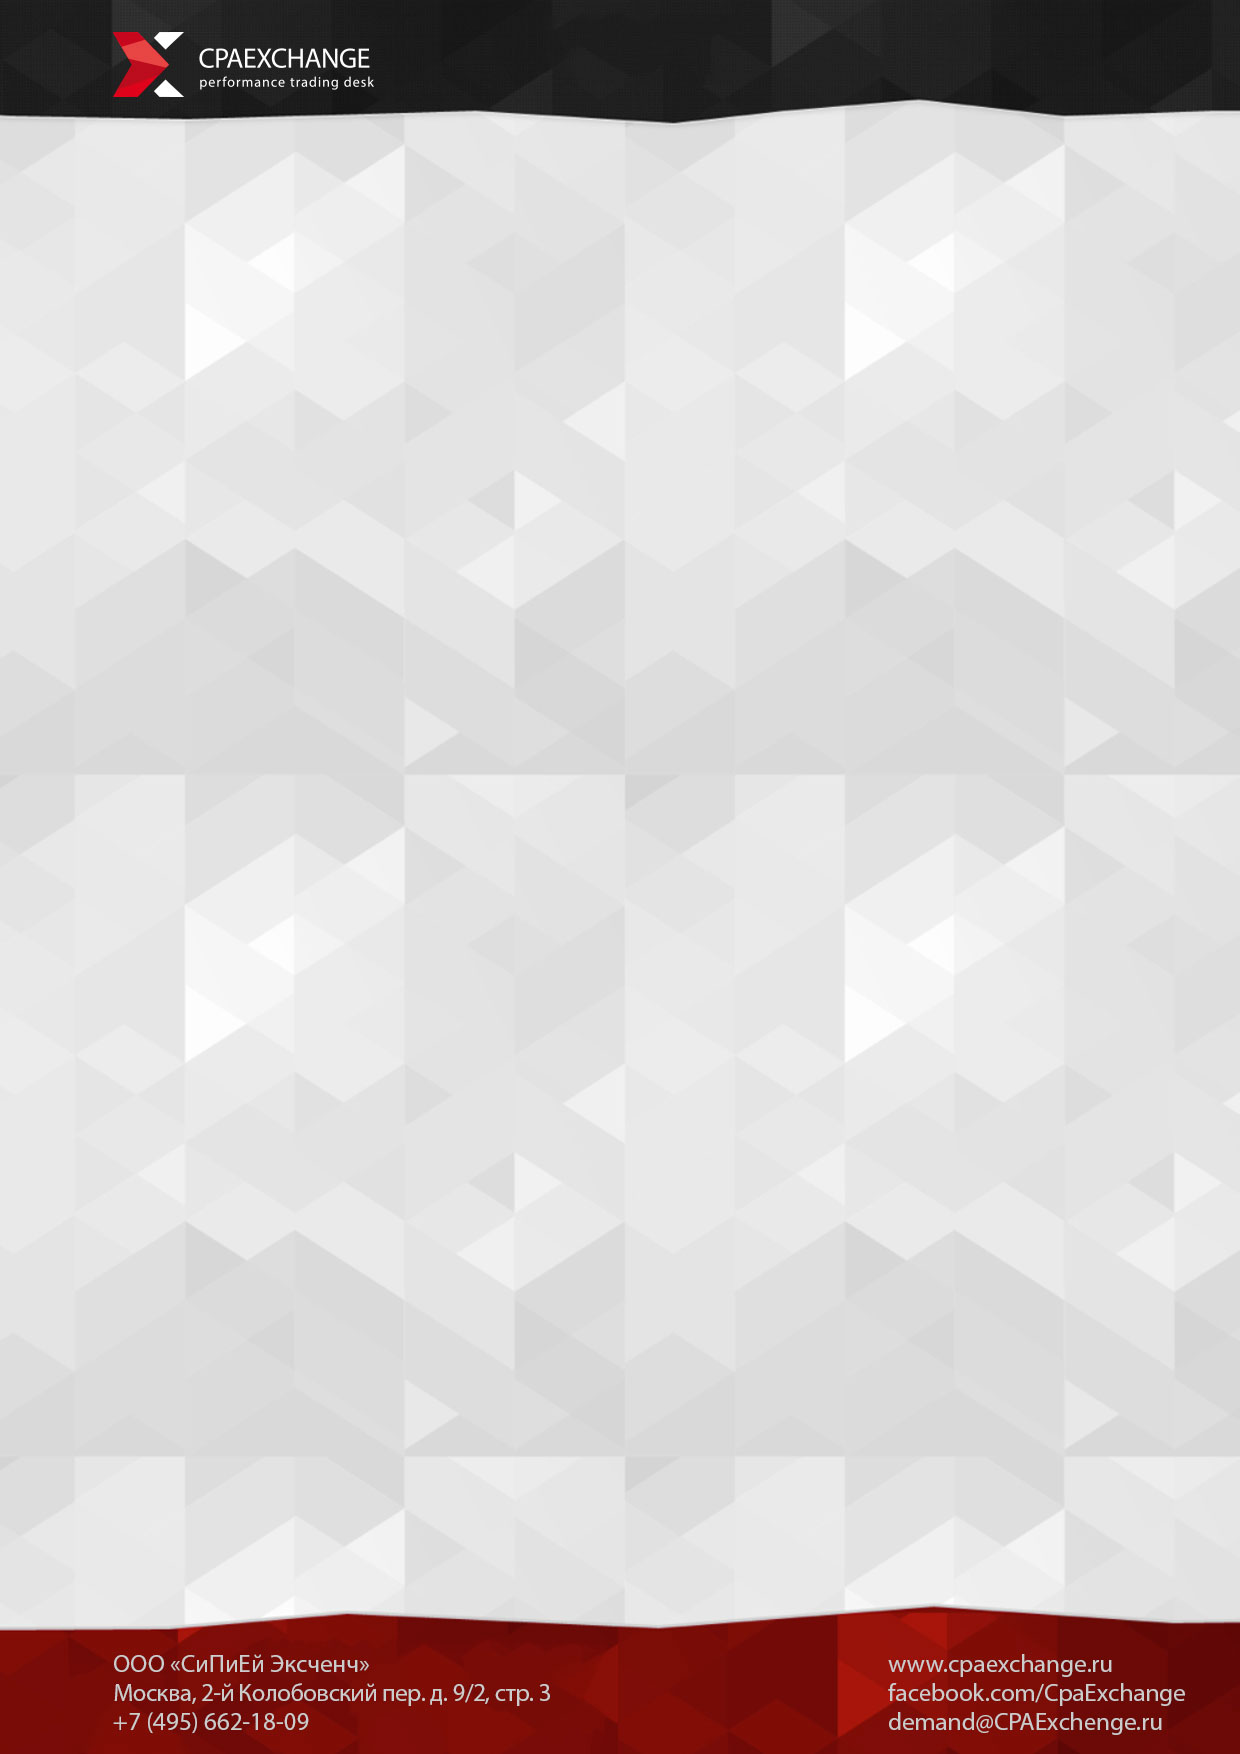 CPAEXCHANGE
performance trading desk
ООО «СиПиЕй Эксченч»
Москва, 2-й Колобовский пер. д. 9/2, стр. 3
+7 (495) 662-18-09
www.cpaexchange.ru
facebook.com/CpaExchange
demand@CPAExchenge.ru